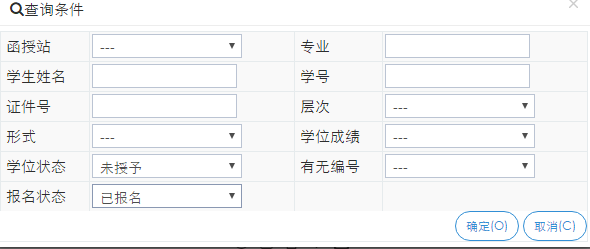 查询条件 ×
函授站 --- 专业
学生姓名 学号
证件号 层次 ---
形式 --- 学位成绩 ---
学位状态 未授予 有无编号 ---
报名状态 已报名
确定(O) 取消(C)